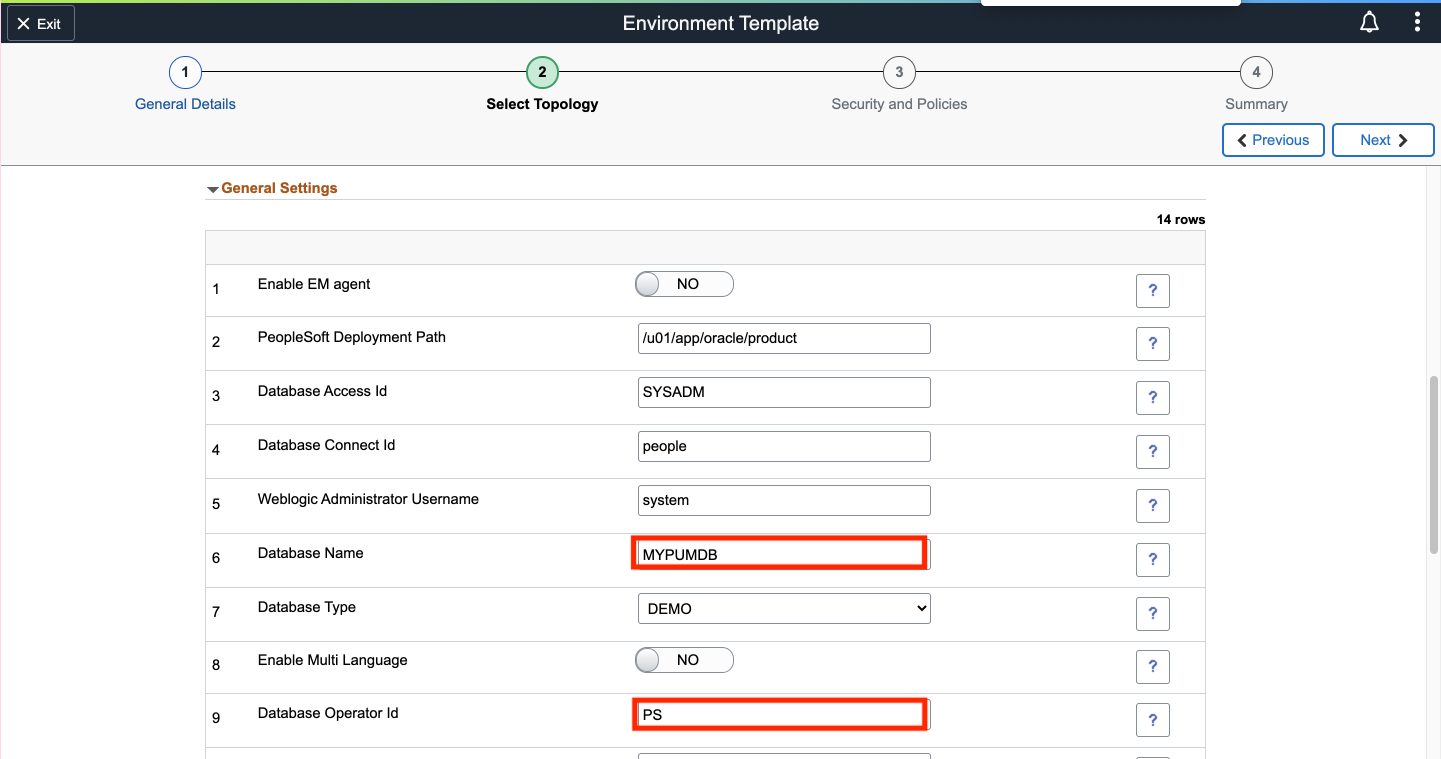 Exit
Environment Template
1
2
3
4
General Details
Select Topology
Security and Policies
Summary
Previous
Next
General Settings
14 rows
1 Enable EM agent NO ?
2 PeopleSoft Deployment Path /u01/app/oracle/product ?
3 Database Access Id SYSADM ?
4 Database Connect Id people ?
5 Weblogic Administrator Username system ?
6 Database Name MYPUMDB ?
7 Database Type DEMO ?
8 Enable Multi Language NO ?
9 Database Operator Id PS ?